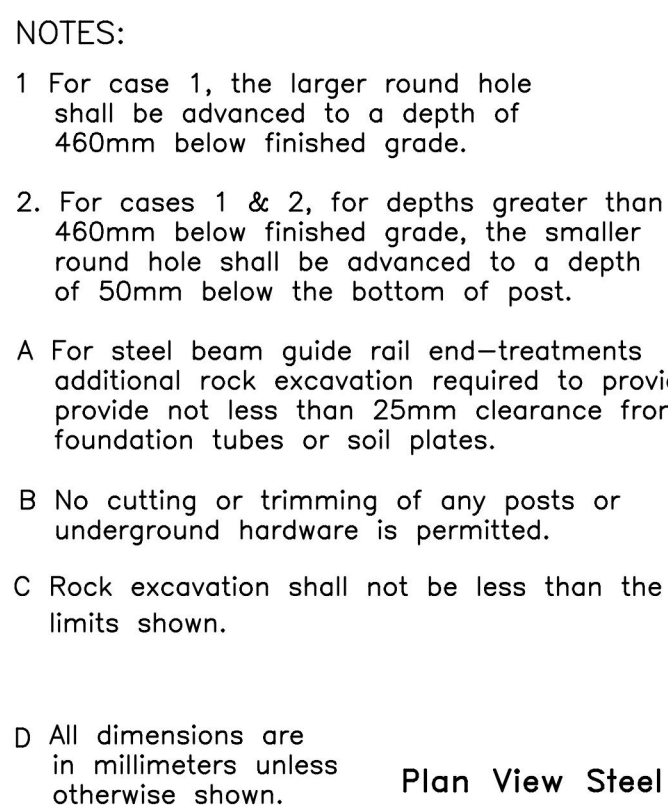 NOTES:
1 For case 1, the larger round hole
shall be advanced to a depth of
460mm below finished grade.
2. For cases 1 & 2, for depths greater than
460mm below finished grade, the smaller
round hole shall be advanced to a depth
of 50mm below the bottom of post.
A For steel beam guide rail end-treatments
additional rock excavation required to
provide not less than 25mm clearance
foundation tubes or soil plates.
B No cutting or trimming of any posts or
underground hardware is permitted.
C Rock excavation shall not be less than the
limits shown.
D All dimensions are
in millimeters unless
otherwise shown.
Plan View Steel